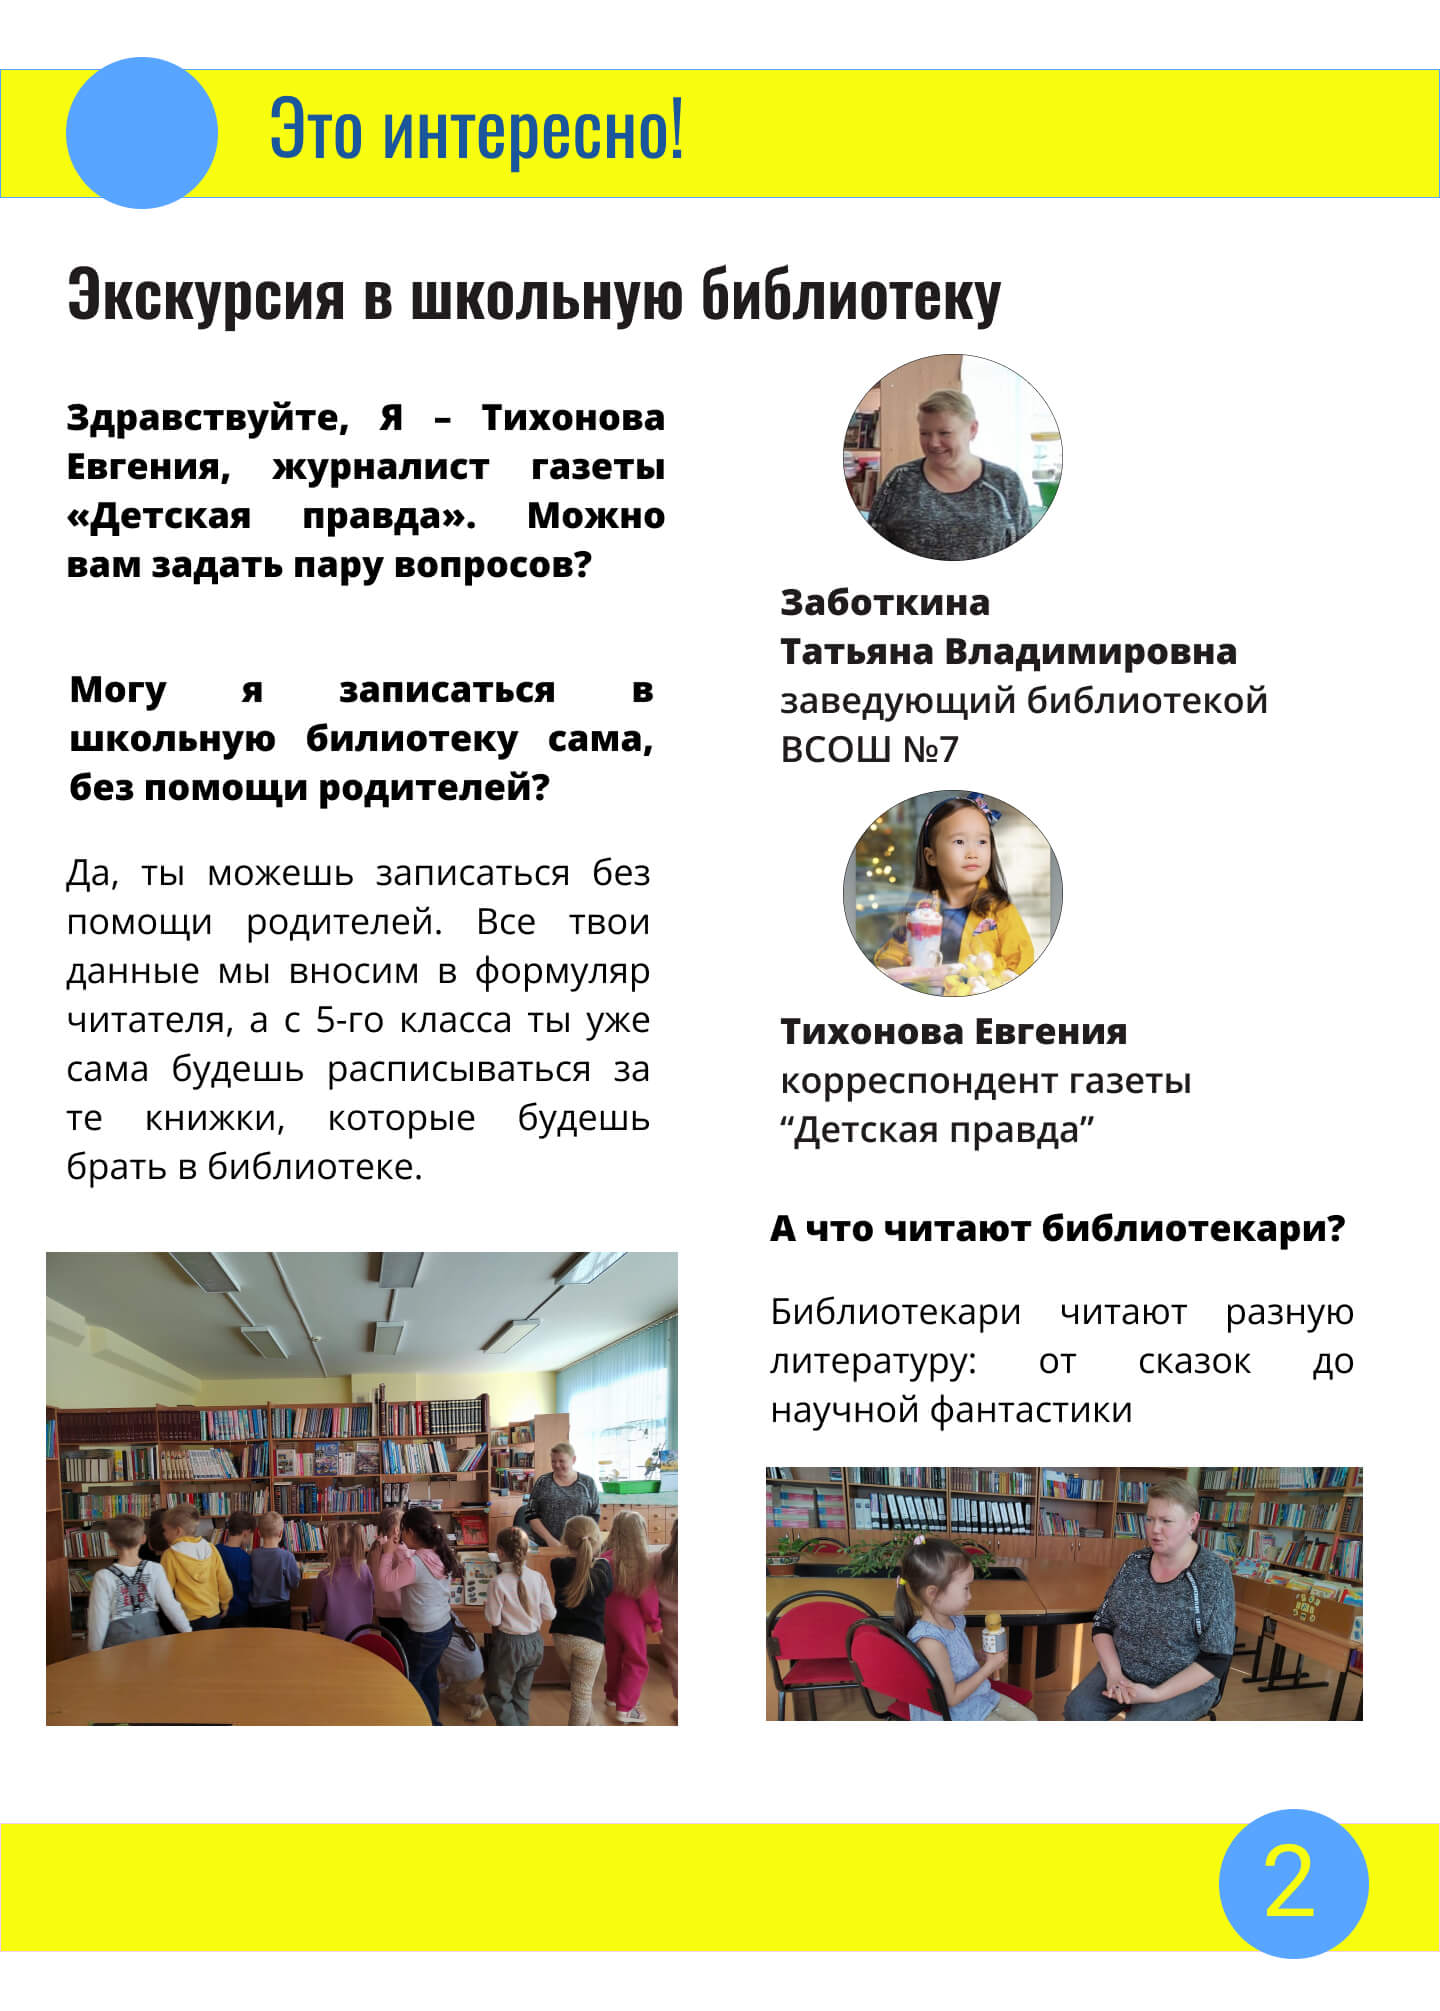 Это интересно!
Экскурсия в школьную библиотеку
Здравствуйте, Я – Тихонова
Евгения, журналист газеты
«Детская правда». Можно
вам задать пару вопросов?
Могу я записаться в
школьную билиотеку сама,
без помощи родителей?
Да, ты можешь записаться без
помощи родителей. Все твои
данные мы вносим в формуляр
читателя, а с 5-го класса ты уже
сама будешь расписываться за
те книжки, которые будешь
брать в библиотеке.
Заботкина
Татьяна Владимировна
заведующий библиотекой
ВСОШ №7
Тихонова Евгения
корреспондент газеты
“Детская правда”
А что читают библиотекари?
Библиотекари читают разную
литературу: от сказок до
научной фантастики
2